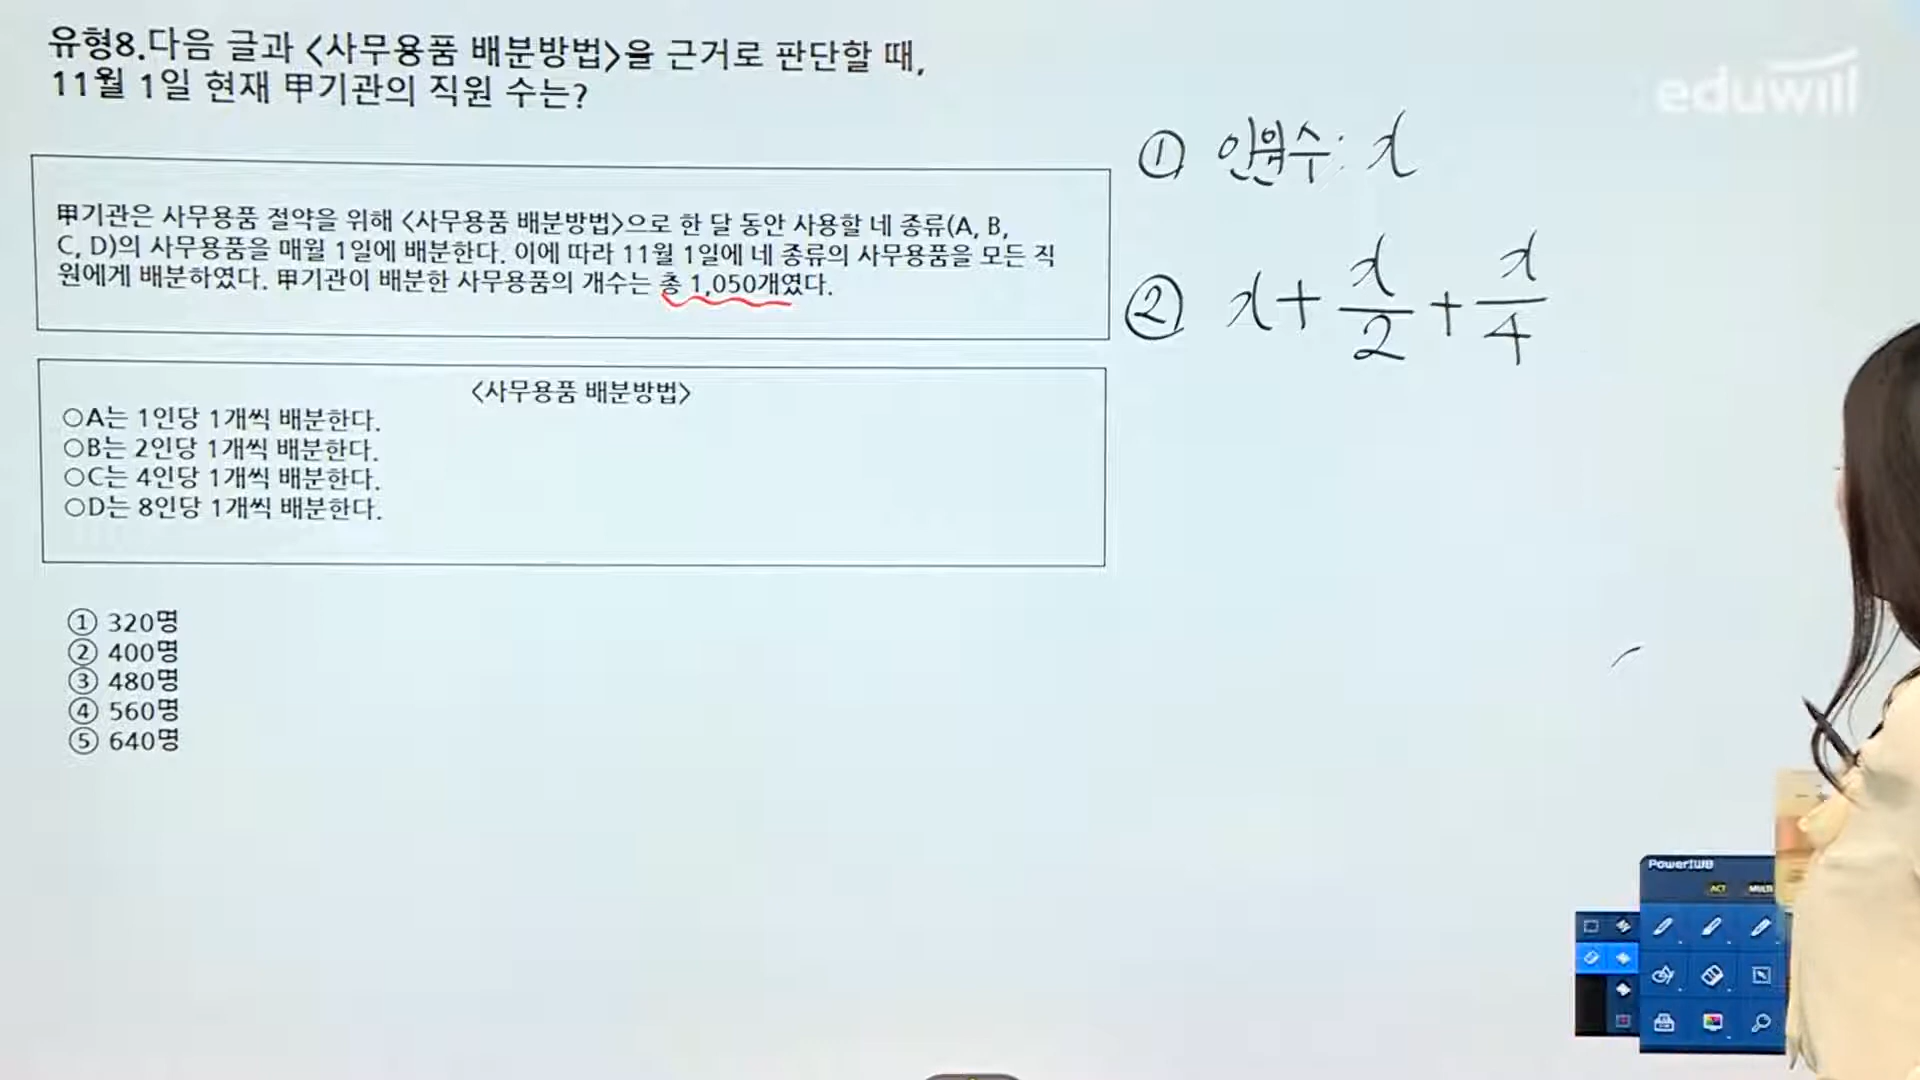 유형8.다음 글과 <사무용품 배분방법>을 근거로 판단할 때,
11월 1일 현재 甲기관의 직원 수는?
eduwill
① 인원수: x
甲기관은 사무용품 절약을 위해 <사무용품 배분방법>으로 한 달 동안 사용할 네 종류(A, B,
C, D)의 사무용품을 매월 1일에 배분한다. 이에 따라 11월 1일에 네 종류의 사무용품을 모든 직
원에게 배분하였다. 甲기관이 배분한 사무용품의 개수는 총 1,050개였다.
② x + x/2 + x/4
<사무용품 배분방법>
○A는 1인당 1개씩 배분한다.
○B는 2인당 1개씩 배분한다.
○C는 4인당 1개씩 배분한다.
○D는 8인당 1개씩 배분한다.
① 320명
② 400명
③ 480명
④ 560명
⑤ 640명
PowerIWB
ACT MULTI